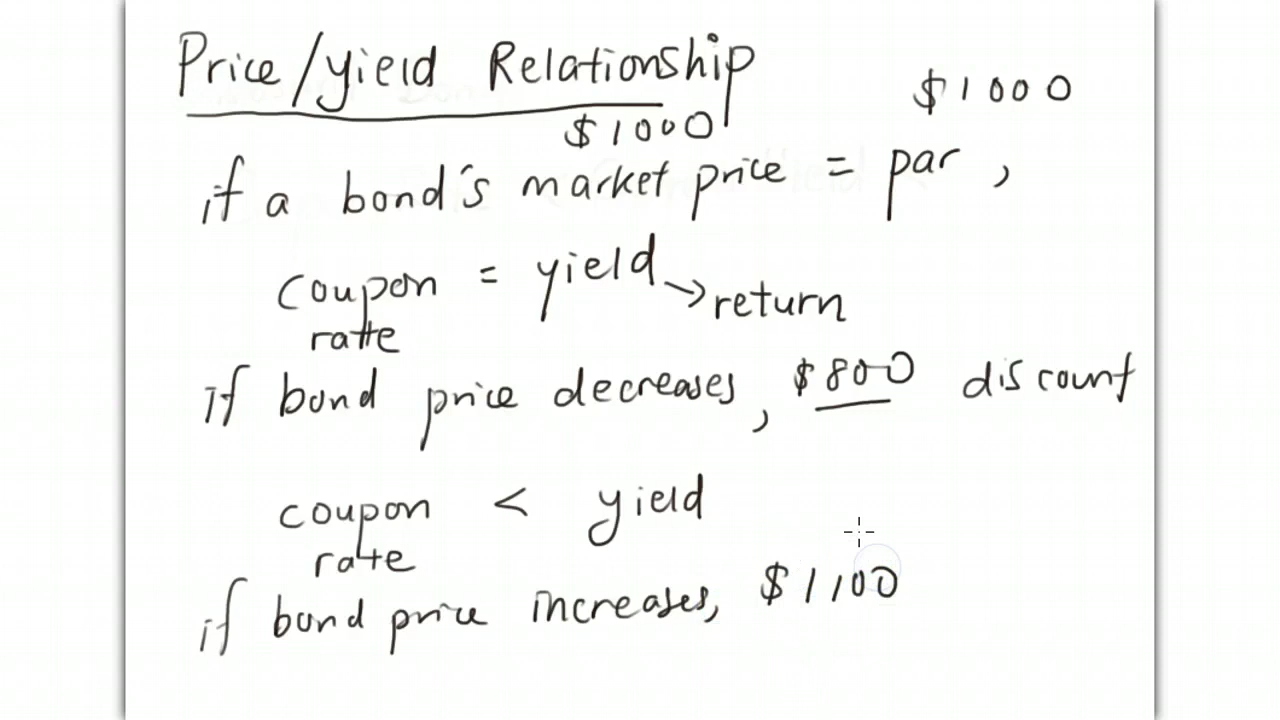 Price/yield Relationship
$1000
$1000
if a bond's market price = par,
coupon rate = yield → return
if bond price decreases, $800 discount
coupon rate < yield
if bond price increases, $1100